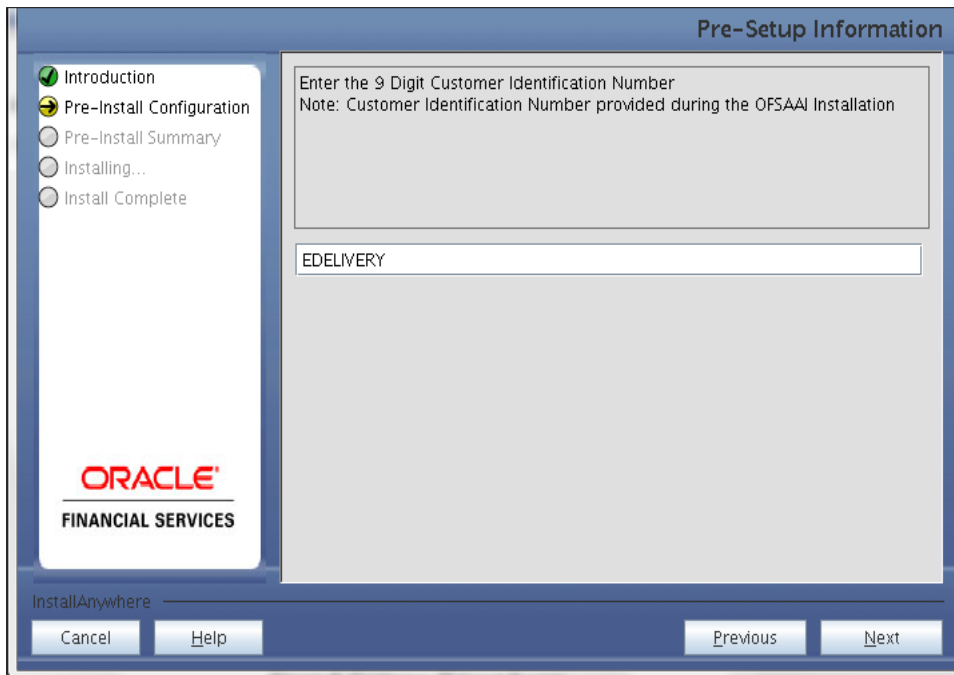 Pre-Setup Information
Introduction
Pre-Install Configuration
Pre-Install Summary
Installing...
Install Complete
Enter the 9 Digit Customer Identification Number
Note: Customer Identification Number provided during the OFSAAI Installation
EDELIVERY
ORACLE
FINANCIAL SERVICES
InstallAnywhere
Cancel
Help
Previous
Next